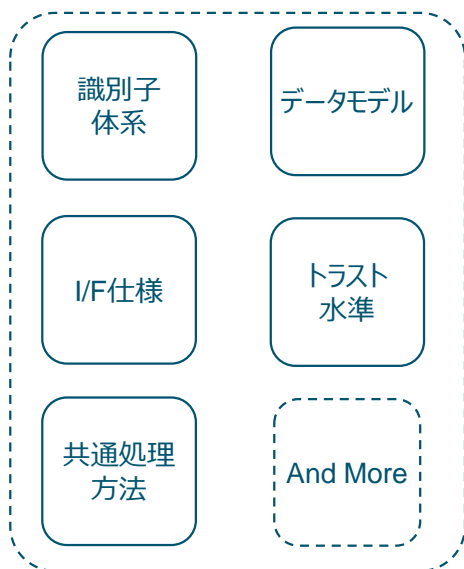 識別子
体系
データモデル
I/F仕様
トラスト
水準
共通処理
方法
And More